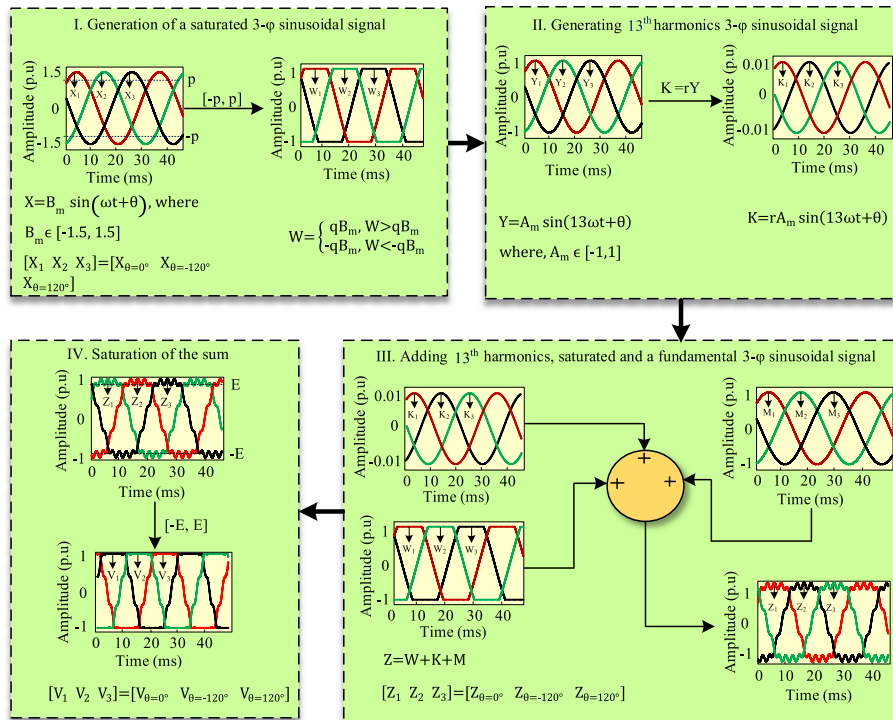 I. Generation of a saturated 3-φ sinusoidal signal
Amplitude (p.u)
1.5
0
-1.5
X₁ X₂ X₃
p
-p
0 10 20 30 40
Time (ms)
[-p, p]
Amplitude (p.u)
1
0
-1
W₁ W₂ W₃
0 10 20 30 40
Time (ms)
X=Bₘ sin(ωt+θ), where
Bₘϵ [-1.5, 1.5]
[X₁ X₂ X₃]=[X_θ=0° X_θ=-120°
X_θ=120°]
W={ qBₘ, W>qBₘ
-qBₘ, W<-qBₘ
II. Generating 13ᵗʰ harmonics 3-φ sinusoidal signal
Amplitude (p.u)
1
0
-1
Y₁ Y₂ Y₃
0 10 20 30 40
Time (ms)
K =rY
Amplitude (p.u)
0.01
0
-0.01
K₁ K₂ K₃
0 10 20 30 40
Time (ms)
Y=Aₘ sin(13ωt+θ)
where, Aₘ ϵ [-1,1]
K=rAₘ sin(13ωt+θ)
III. Adding 13ᵗʰ harmonics, saturated and a fundamental 3-φ sinusoidal signal
Amplitude (p.u)
0.01
0
-0.01
K₁ K₂ K₃
0 10 20 30 40
Time (ms)
Amplitude (p.u)
1
0
-1
M₁ M₂ M₃
0 10 20 30 40
Time (ms)
+
+ +
Amplitude (p.u)
1
0
-1
W₁ W₂ W₃
0 10 20 30 40
Time (ms)
Amplitude (p.u)
1
0
-1
Z₁ Z₂ Z₃
0 10 20 30 40
Time (ms)
Z=W+K+M
[Z₁ Z₂ Z₃]=[Z_θ=0° Z_θ=-120° Z_θ=120°]
IV. Saturation of the sum
Amplitude (p.u)
1
0
-1
Z₁ Z₂ Z₃
E
-E
0 10 20 30 40
Time (ms)
[-E, E]
Amplitude (p.u)
1
0
-1
V₁ V₂ V₃
0 10 20 30 40
Time (ms)
[V₁ V₂ V₃]=[V_θ=0° V_θ=-120° V_θ=120°]